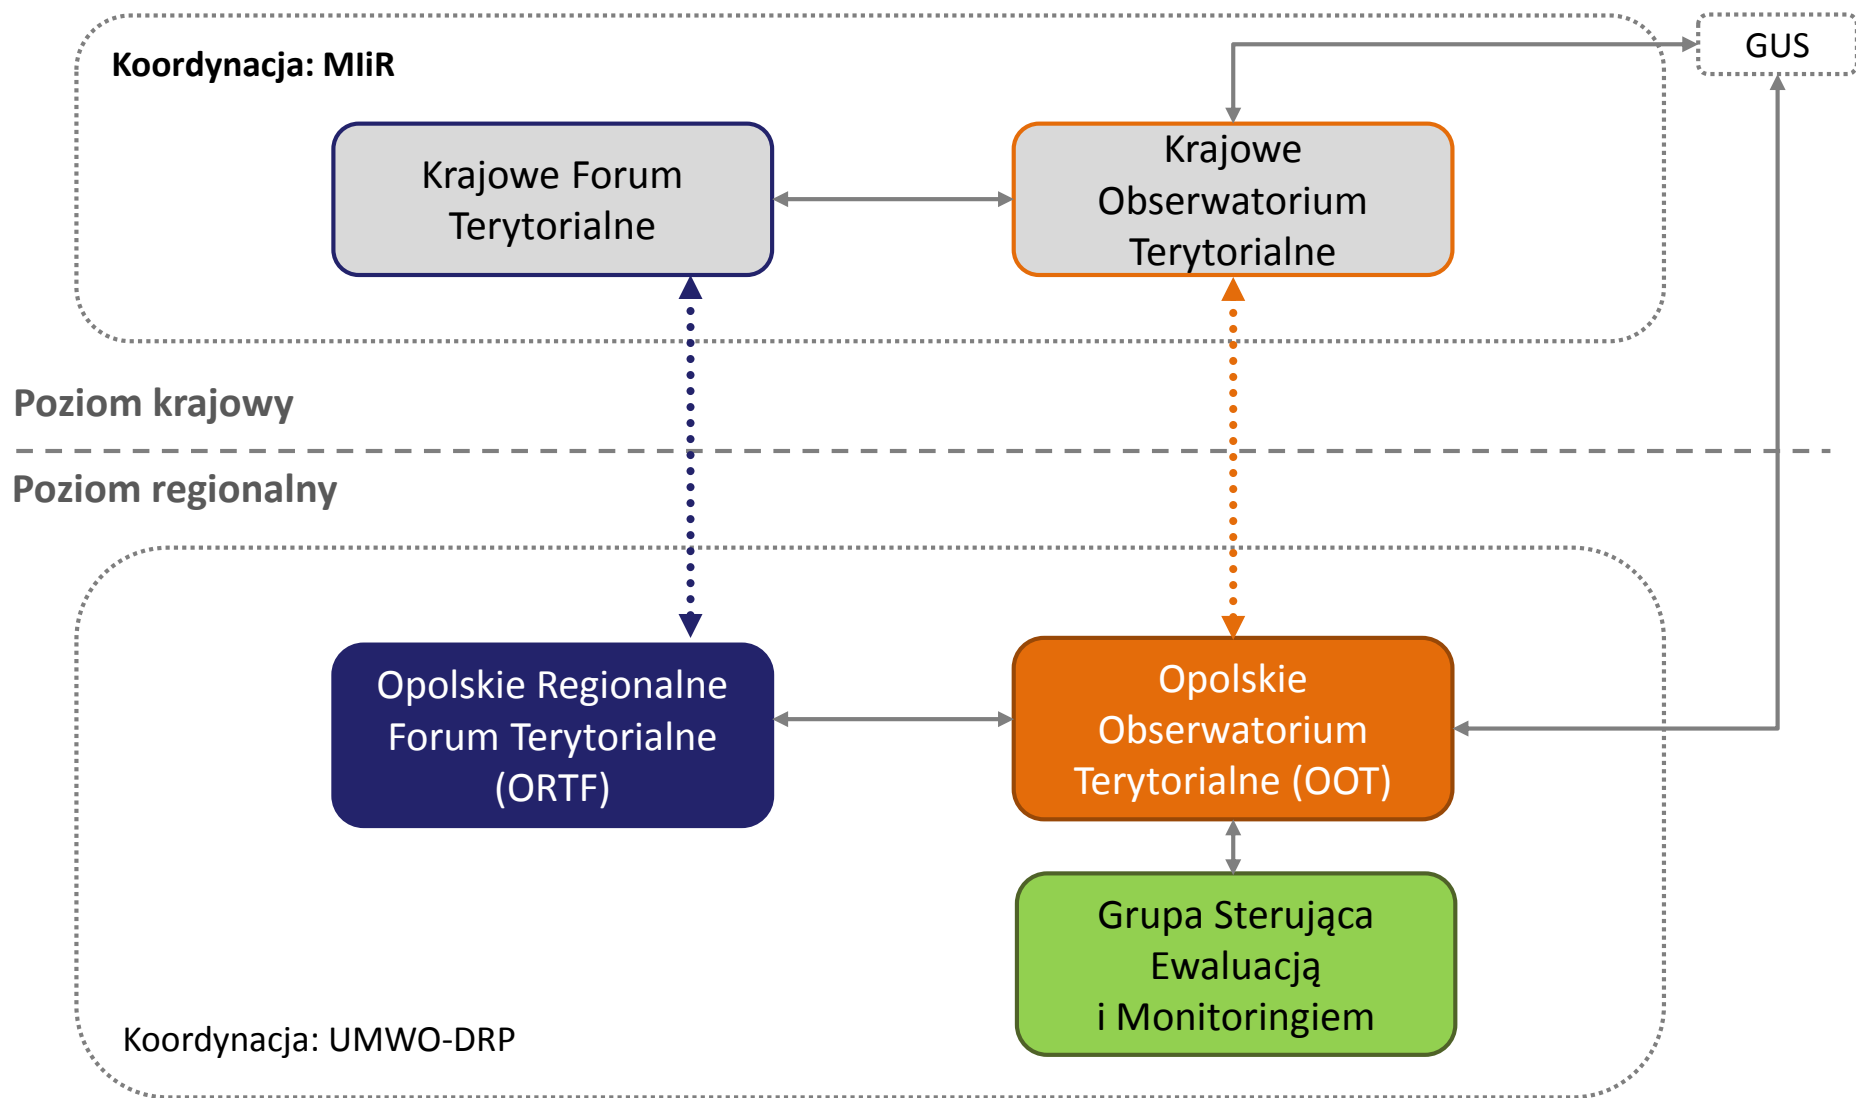 Koordynacja: MIiR
GUS
Krajowe Forum
Terytorialne
Krajowe
Obserwatorium
Terytorialne
Poziom krajowy
Poziom regionalny
Opolskie Regionalne
Forum Terytorialne
(ORTF)
Opolskie
Obserwatorium
Terytorialne (OOT)
Grupa Sterująca
Ewaluacją
i Monitoringiem
Koordynacja: UMWO-DRP